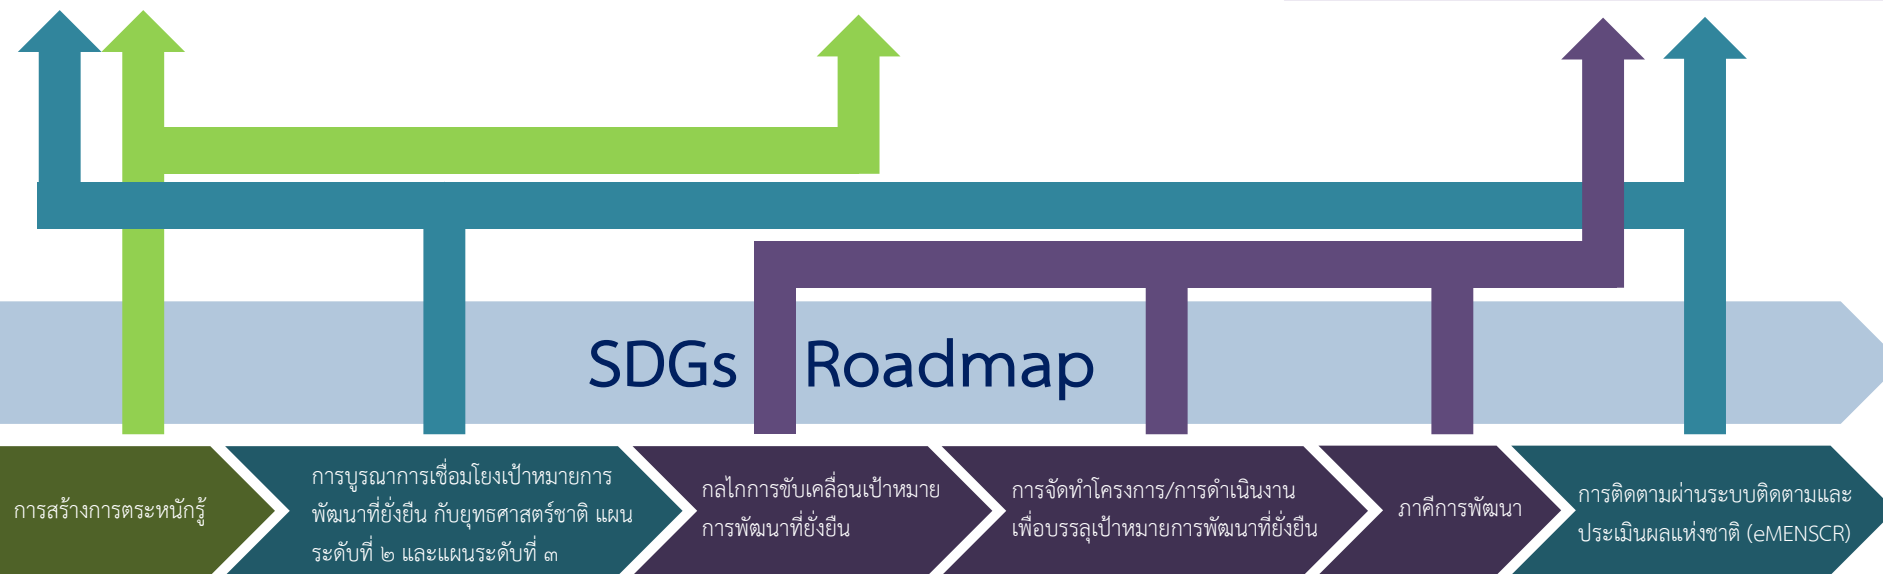 SDGs Roadmap
การสร้างการตระหนักรู้
การบูรณาการเชื่อมโยงเป้าหมายการ
พัฒนาที่ยั่งยืน กับยุทธศาสตร์ชาติ แผน
ระดับที่ ๒ และแผนระดับที่ ๓
กลไกการขับเคลื่อนเป้าหมาย
การพัฒนาที่ยั่งยืน
การจัดทำโครงการ/การดำเนินงาน
เพื่อบรรลุเป้าหมายการพัฒนาที่ยั่งยืน
ภาคีการพัฒนา
การติดตามผ่านระบบติดตามและ
ประเมินผลแห่งชาติ (eMENSCR)